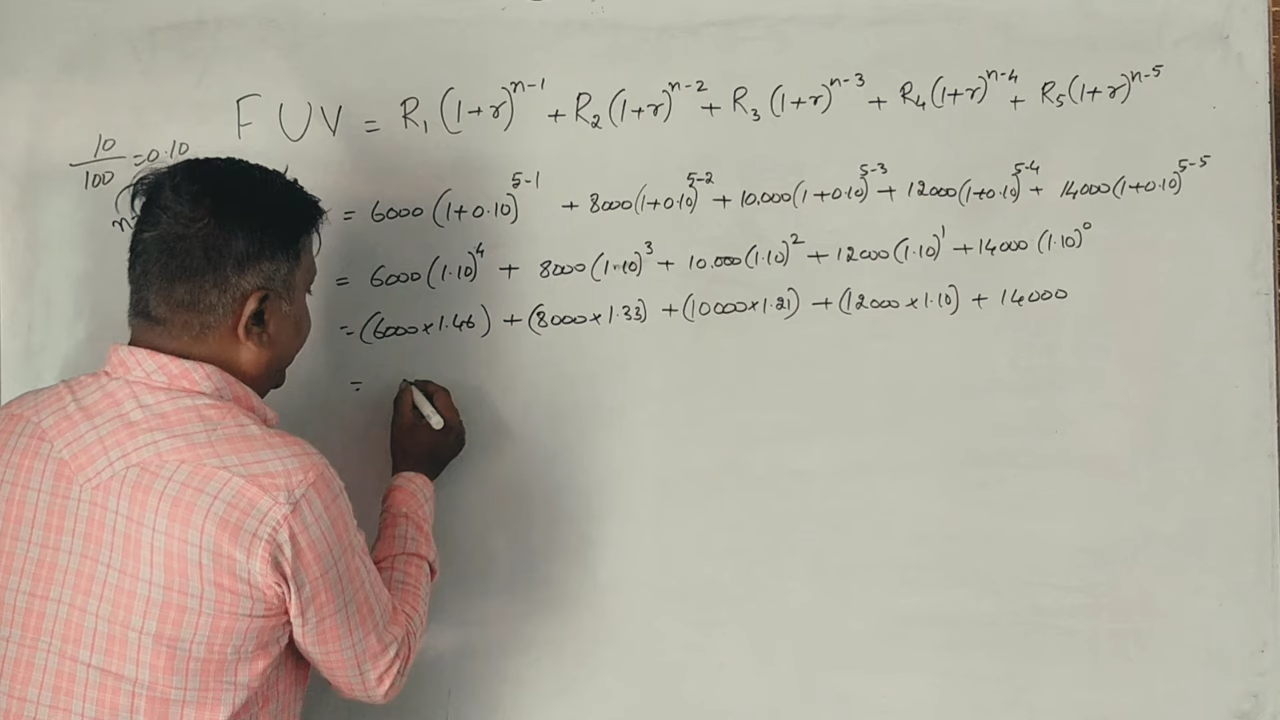 FUV = R₁(1+r)ⁿ⁻¹ + R₂(1+r)ⁿ⁻² + R₃(1+r)ⁿ⁻³ + R₄(1+r)ⁿ⁻⁴ + R₅(1+r)ⁿ⁻⁵
10/100 = 0.10
= 6000(1+0.10)⁵⁻¹ + 8000(1+0.10)⁵⁻² + 10,000(1+0.10)⁵⁻³ + 12000(1+0.10)⁵⁻⁴ + 14000(1+0.10)⁵⁻⁵
= 6000(1.10)⁴ + 8000(1.10)³ + 10.000(1.10)² + 12000(1.10)¹ + 14000(1.10)⁰
= (6000×1.46) + (8000×1.33) + (10000×1.21) + (12000×1.10) + 14000
=